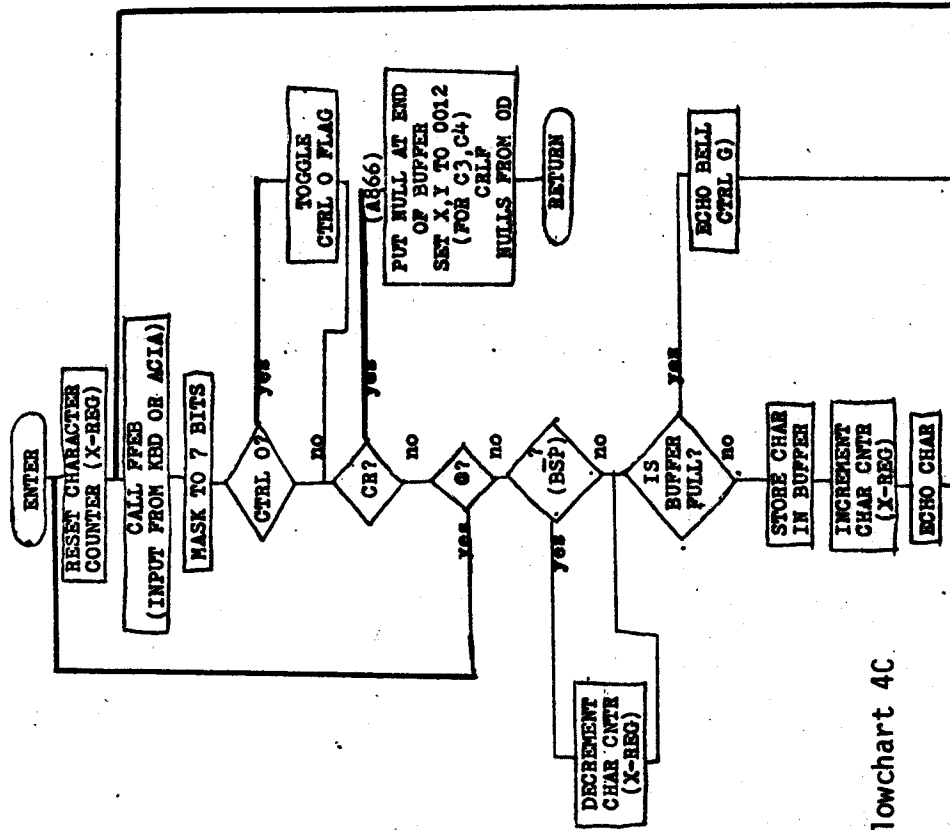 ENTER
RESET CHARACTER
COUNTER (X-REG)
CALL FFEB
(INPUT FROM KBD OR ACIA)
MASK TO 7 BITS
CTRL O?
yes
TOGGLE
CTRL O FLAG
no
CR?
yes
(A866)
PUT NULL AT END
OF BUFFER
SET X,Y TO 0012
(FOR C3,C4)
CRLF
NULLS FROM OD
RETURN
no
@?
yes
no
?
(BSP)
yes
DECREMENT
CHAR CNTR
(X-REG)
no
IS
BUFFER
FULL?
yes
ECHO BELL
CTRL G)
no
STORE CHAR
IN BUFFER
INCREMENT
CHAR CNTR
(X-REG)
ECHO CHAR
lowchart 4C